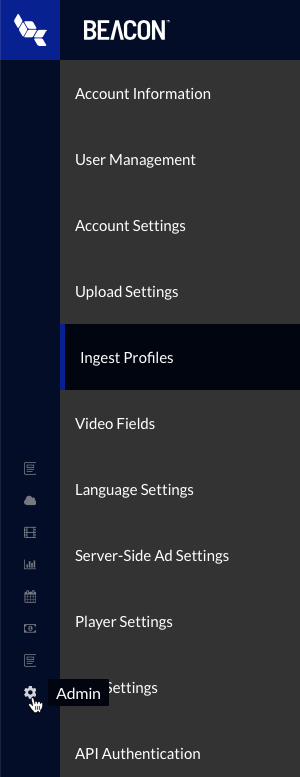 BEACON™
Account Information
User Management
Account Settings
Upload Settings
Ingest Profiles
Video Fields
Language Settings
Server-Side Ad Settings
Player Settings
Settings
Admin
API Authentication